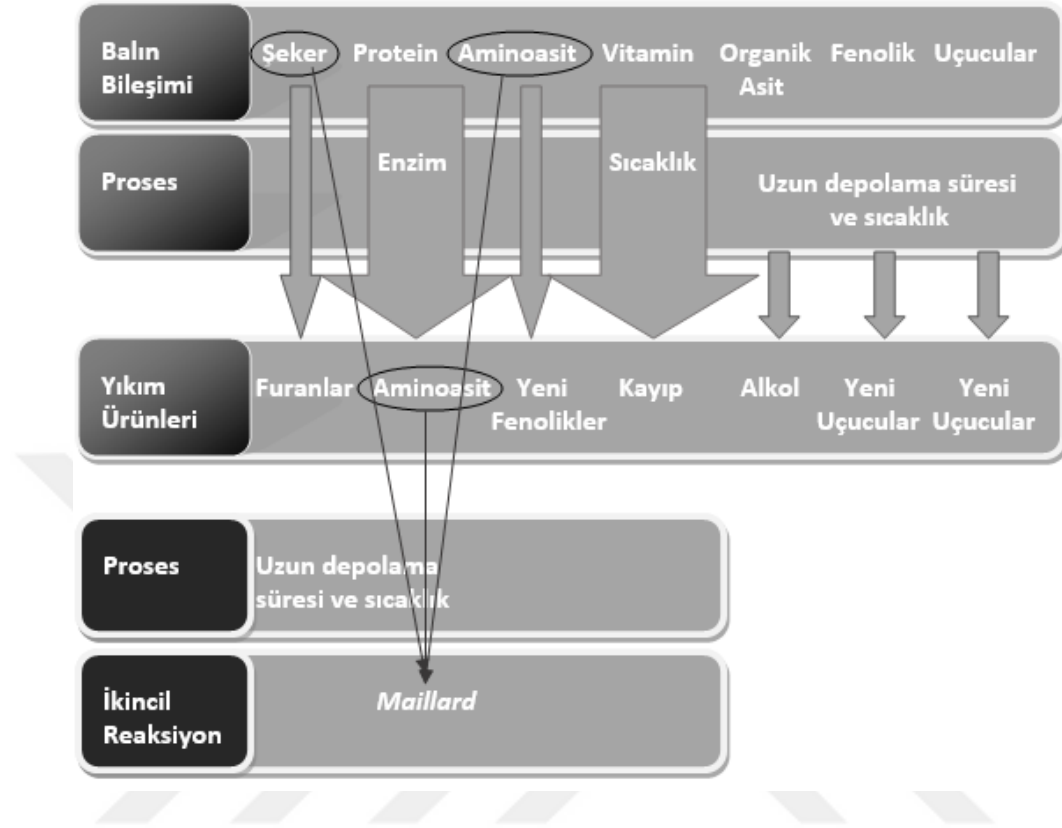 Balın
Bileşimi
Şeker Protein Aminoasit Vitamin Organik Fenolik Uçucular
Asit
Proses
Enzim
Sıcaklık
Uzun depolama süresi
ve sıcaklık
Yıkım
Ürünleri
Furanlar Aminoasit Yeni Kayıp Alkol Yeni Yeni
Fenolikler Uçucular Uçucular
Proses
Uzun depolama
süresi ve sıcaklık
İkincil
Reaksiyon
Maillard